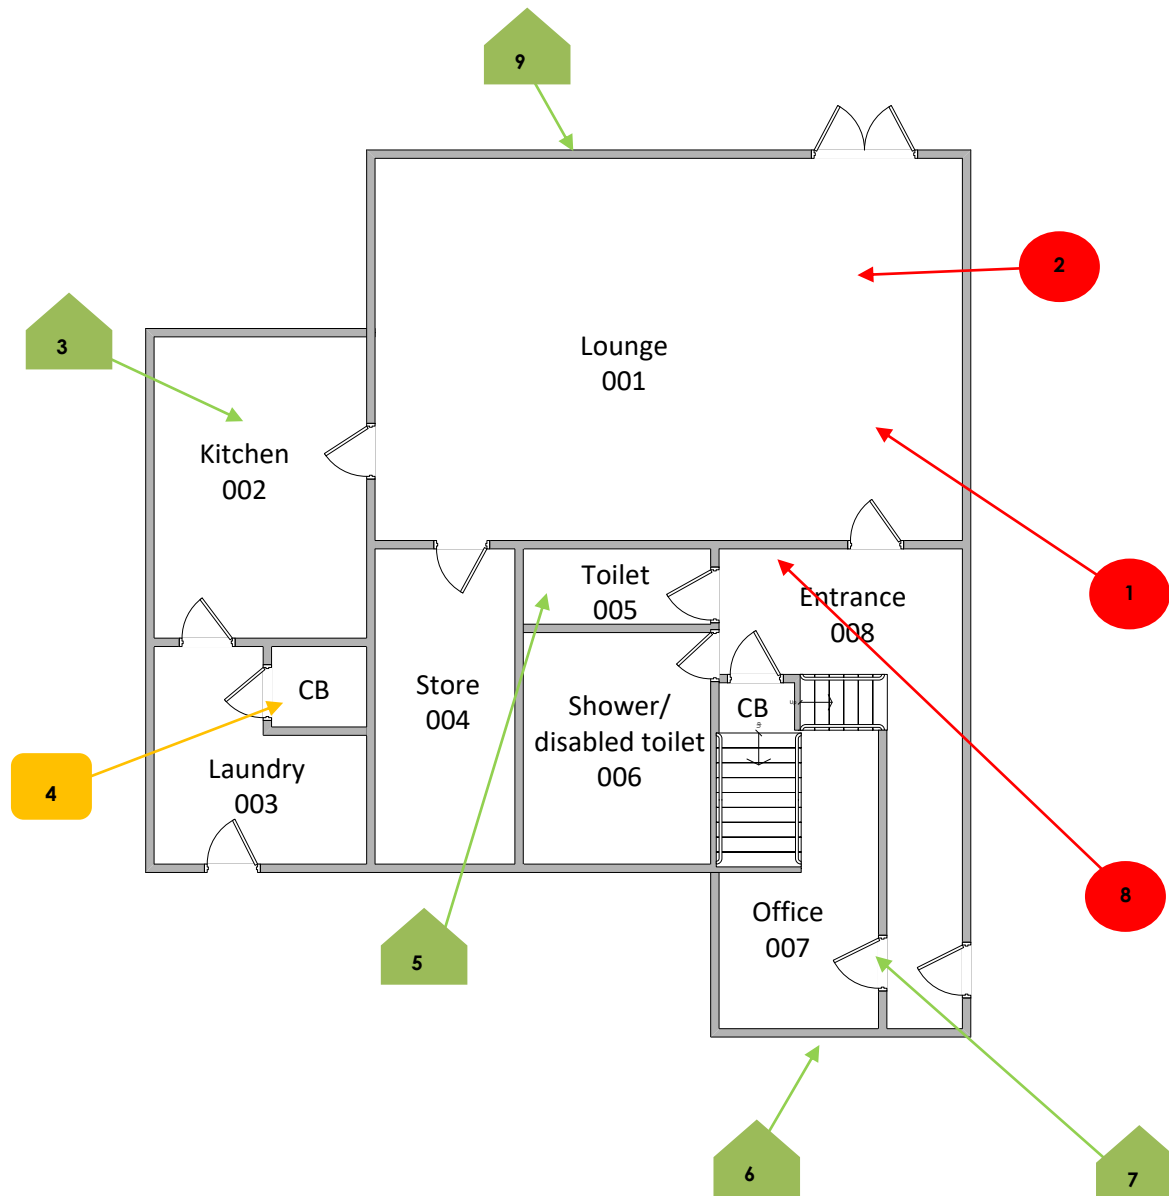 9
2
3
Lounge
001
Kitchen
002
1
Toilet
005
Entrance
008
CB
Store
004
Shower/
disabled toilet
006
CB
Laundry
003
4
8
Office
007
5
6
7